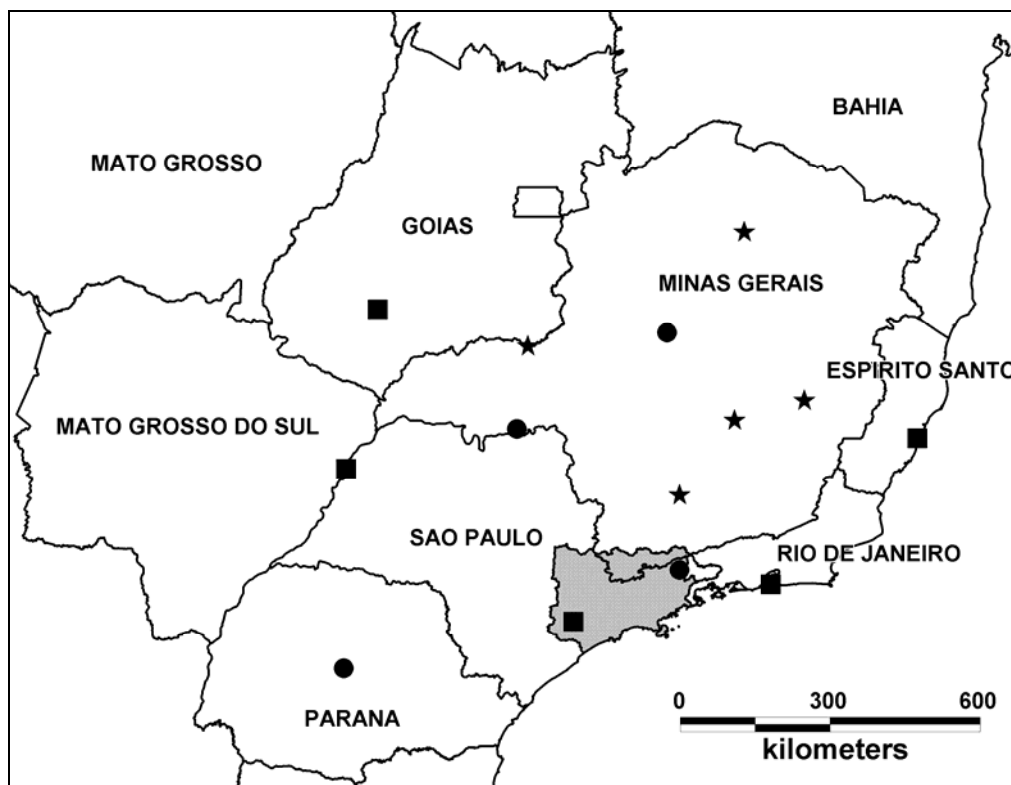 BAHIA
MATO GROSSO
GOIAS
MINAS GERAIS
ESPIRITO SANTO
MATO GROSSO DO SUL
SAO PAULO
RIO DE JANEIRO
PARANA
0 300 600
kilometers